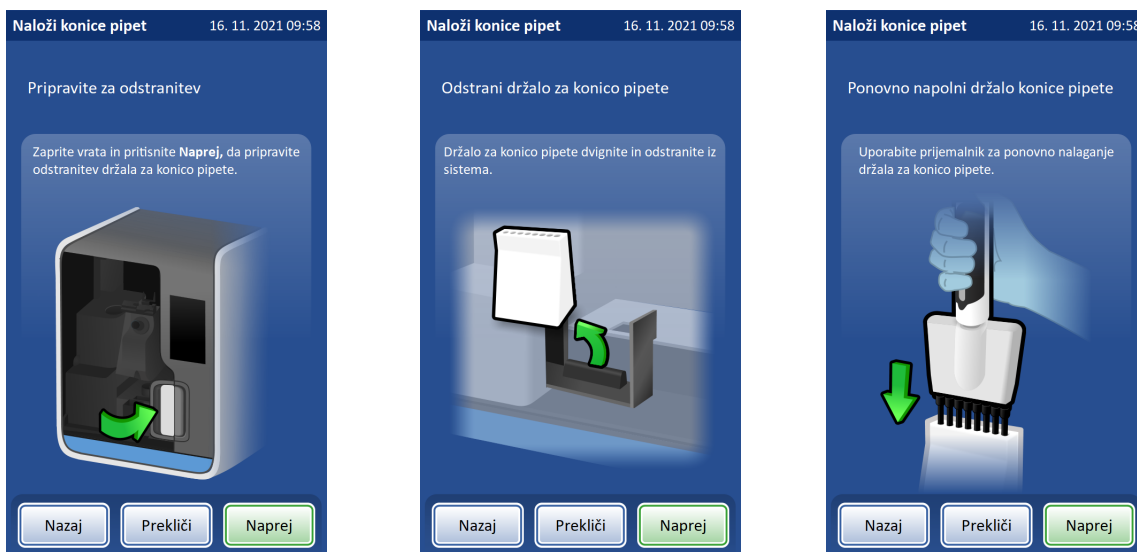 Naloži konice pipet 16. 11. 2021 09:58
Pripravite za odstranitev
Zaprite vrata in pritisnite Naprej, da pripravite
odstranitev držala za konico pipete.
Nazaj Prekliči Naprej
Naloži konice pipet 16. 11. 2021 09:58
Odstrani držalo za konico pipete
Držalo za konico pipete dvignite in odstranite iz
sistema.
Nazaj Prekliči Naprej
Naloži konice pipet 16. 11. 2021 09:58
Ponovno napolni držalo konice pipete
Uporabite prijemalnik za ponovno nalaganje
držala za konico pipete.
Nazaj Prekliči Naprej